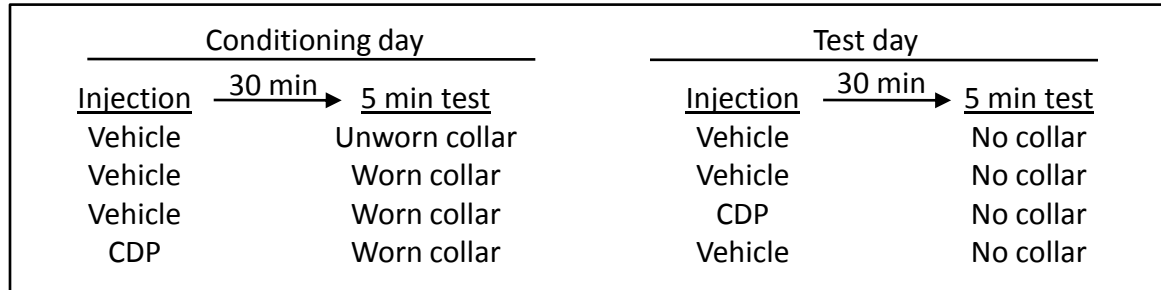 Conditioning day Test day
30 min 30 min
Injection 5 min test Injection 5 min test
Vehicle Unworn collar Vehicle No collar
Vehicle Worn collar Vehicle No collar
Vehicle Worn collar CDP No collar
CDP Worn collar Vehicle No collar